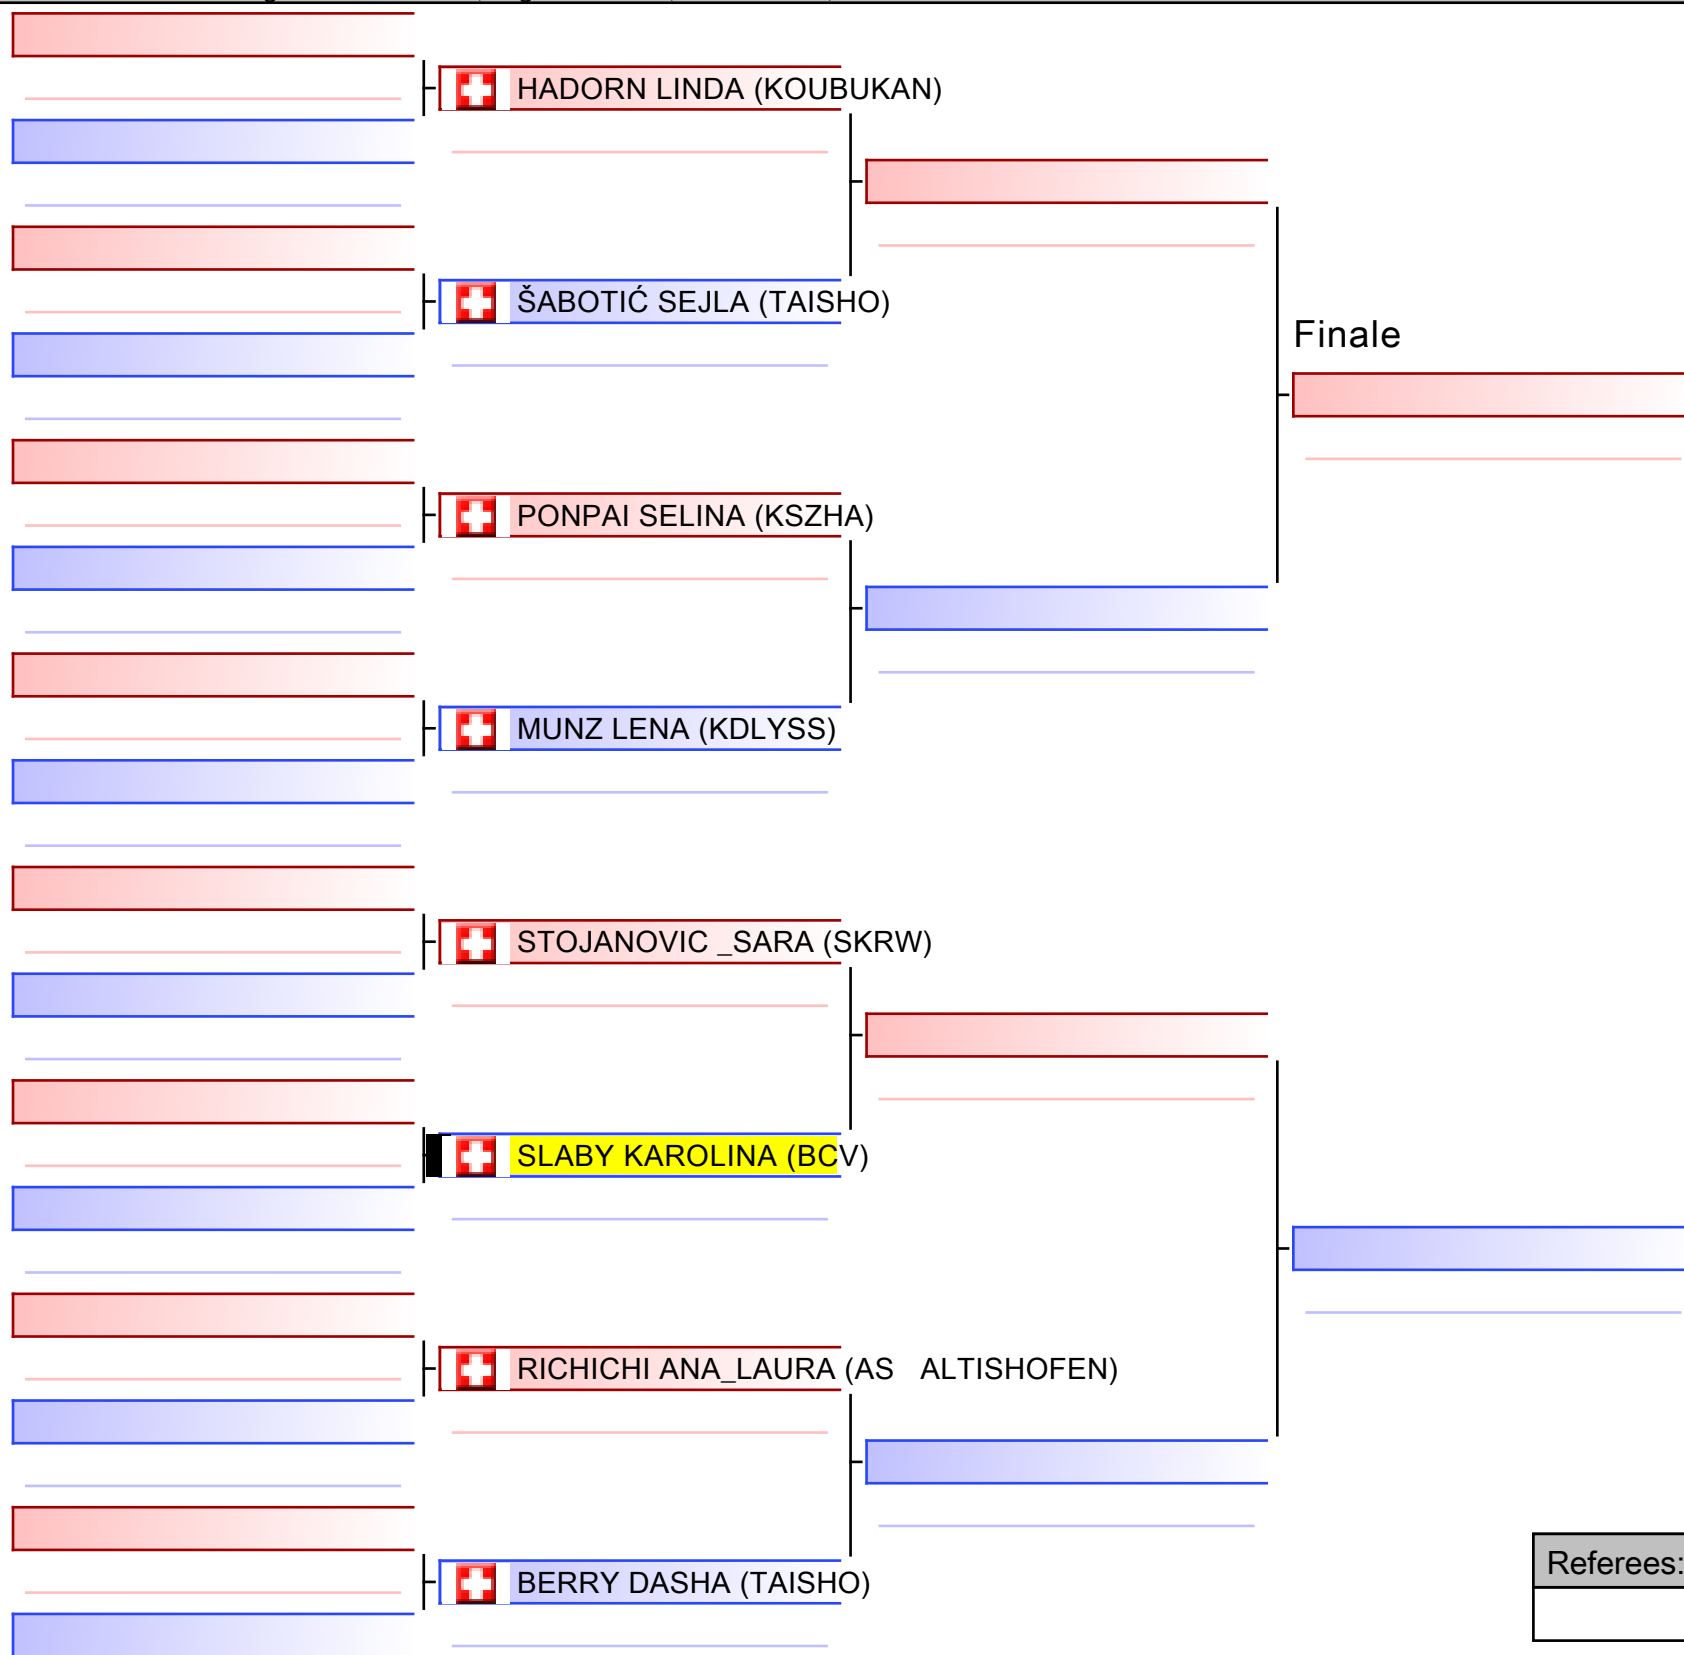 HADORN LINDA (KOUBUKAN)
ŠABOTIĆ SEJLA (TAISHO)
Finale
PONPAI SELINA (KSZHA)
MUNZ LENA (KDLYSS)
STOJANOVIC _SARA (SKRW)
SLABY KAROLINA (BCV)
RICHICHI ANA_LAURA (AS ALTISHOFEN)
BERRY DASHA (TAISHO)
Referees: